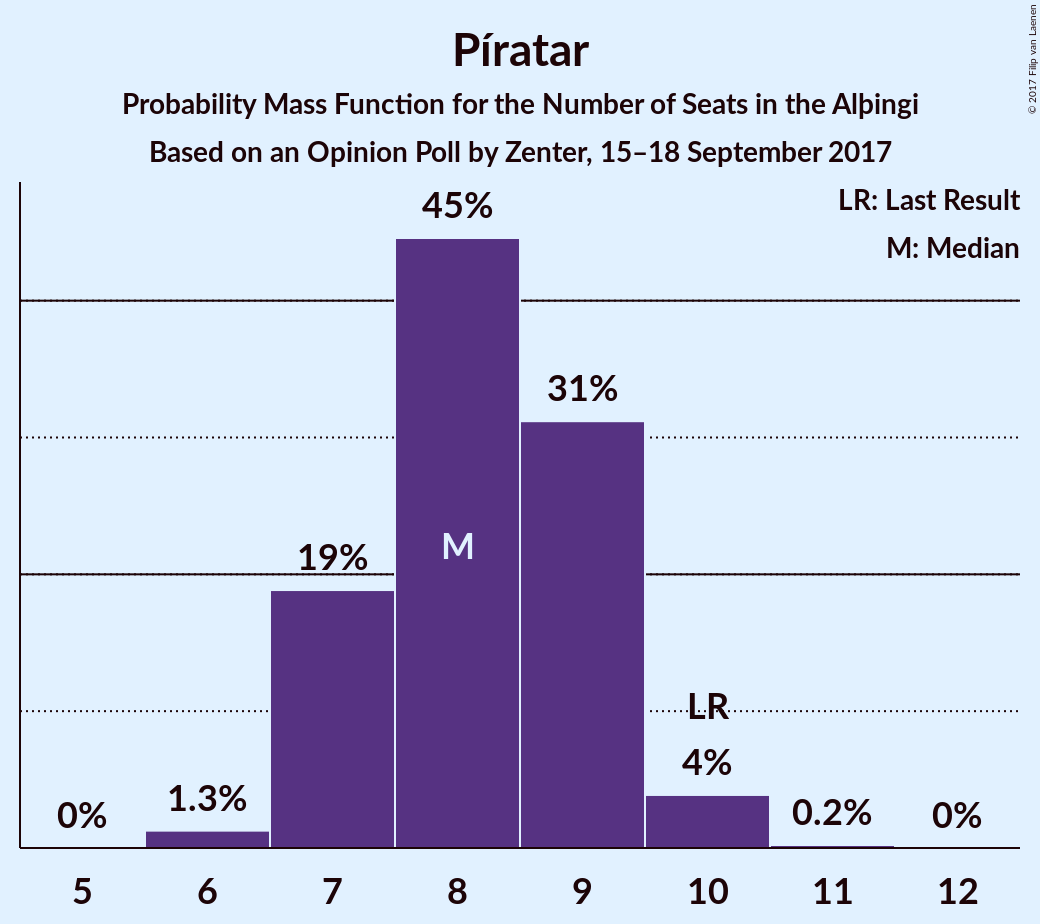 Píratar
Probability Mass Function for the Number of Seats in the Alþingi
Based on an Opinion Poll by Zenter, 15–18 September 2017
© 2017 Filip van Laenen
LR: Last Result
M: Median
45%
31%
19%
M
LR
4%
1.3%
0%
0.2%
0%
5 6 7 8 9 10 11 12